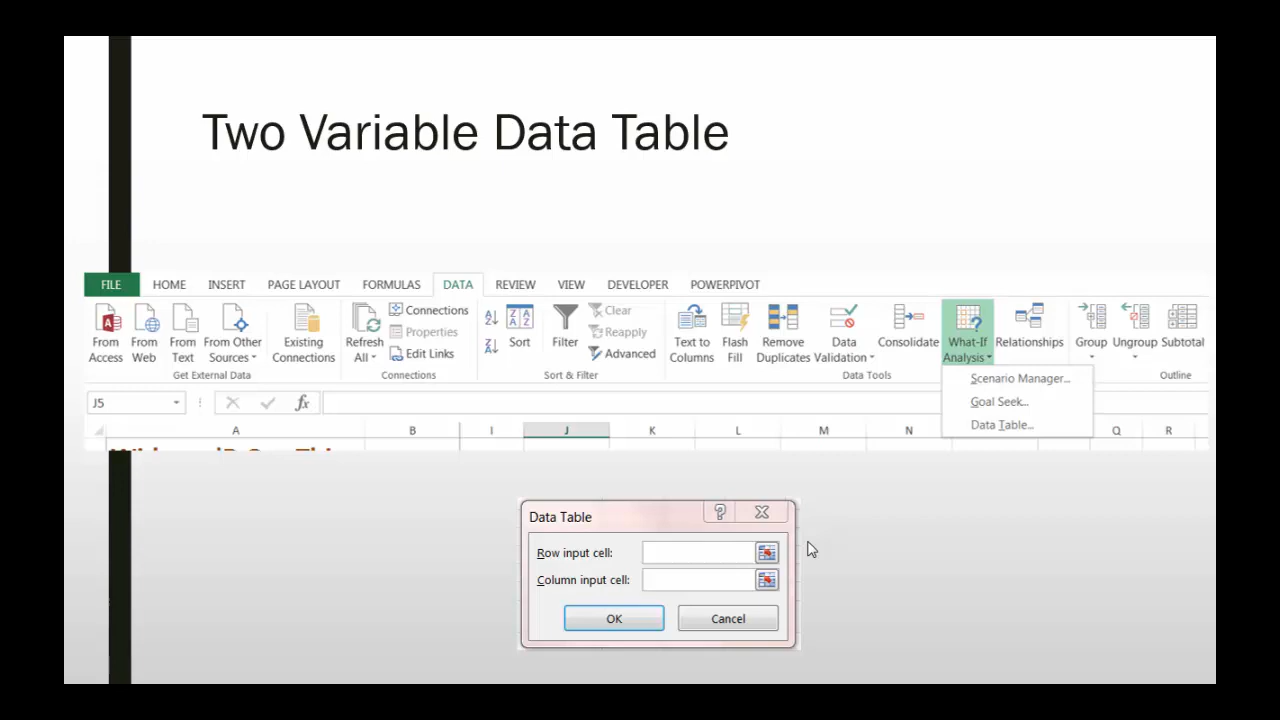 Two Variable Data Table
FILE HOME INSERT PAGE LAYOUT FORMULAS DATA REVIEW VIEW DEVELOPER POWERPIVOT
From Access
From Web
From Text
From Other Sources
Existing Connections
Get External Data
Refresh All
Connections
Properties
Edit Links
Connections
Sort
Filter
Clear
Reapply
Advanced
Sort & Filter
Text to Columns
Flash Fill
Remove Duplicates
Data Validation
Consolidate
What-If Analysis
Relationships
Data Tools
Group
Ungroup
Subtotal
Outline
Scenario Manager...
Goal Seek...
Data Table...
J5
fx
A B I J K L M N Q R
Data Table
Row input cell:
Column input cell:
OK Cancel